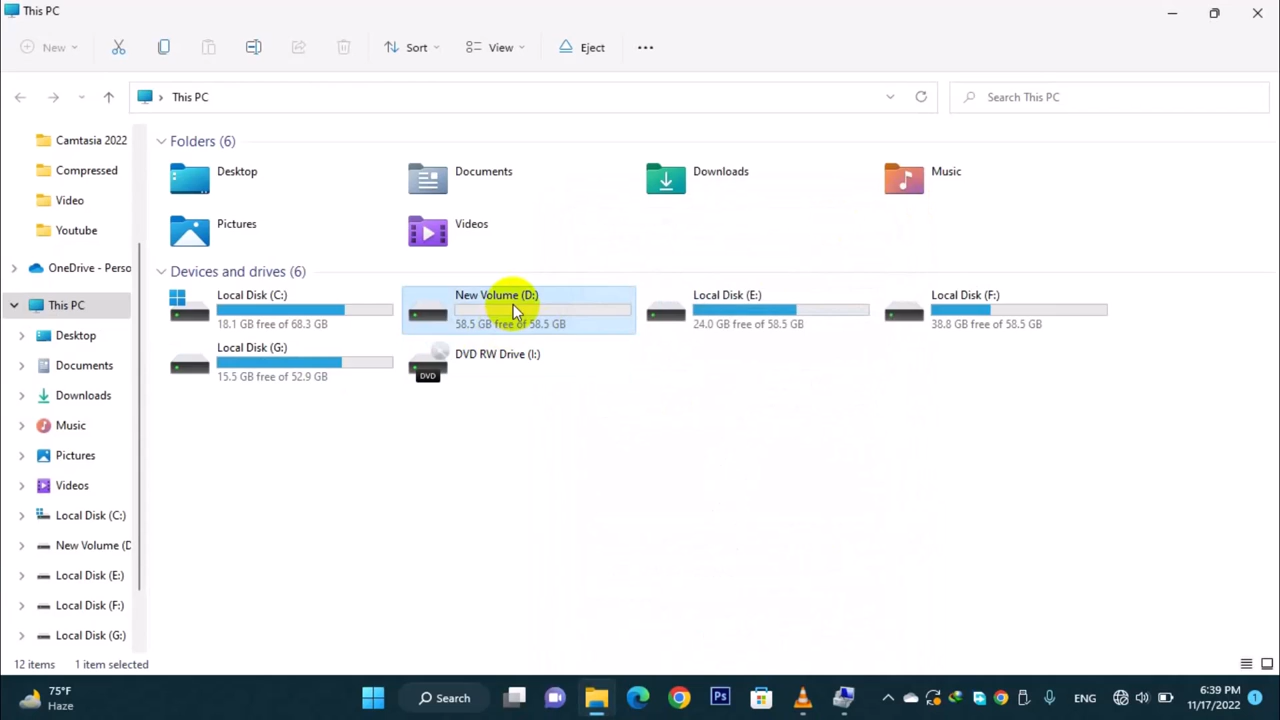 This PC
New
Sort
View
Eject
This PC
Search This PC
Camtasia 2022
Compressed
Video
Youtube
OneDrive - Perso
This PC
Desktop
Documents
Downloads
Music
Pictures
Videos
Local Disk (C:)
New Volume (D
Local Disk (E:)
Local Disk (F:)
Local Disk (G:)
Folders (6)
Desktop
Documents
Downloads
Music
Pictures
Videos
Devices and drives (6)
Local Disk (C:)
18.1 GB free of 68.3 GB
New Volume (D:)
58.5 GB free of 58.5 GB
Local Disk (E:)
24.0 GB free of 58.5 GB
Local Disk (F:)
38.8 GB free of 58.5 GB
Local Disk (G:)
15.5 GB free of 52.9 GB
DVD RW Drive (I:)
DVD
12 items
1 item selected
75°F
Haze
Search
Ps
ENG
6:39 PM
11/17/2022
1